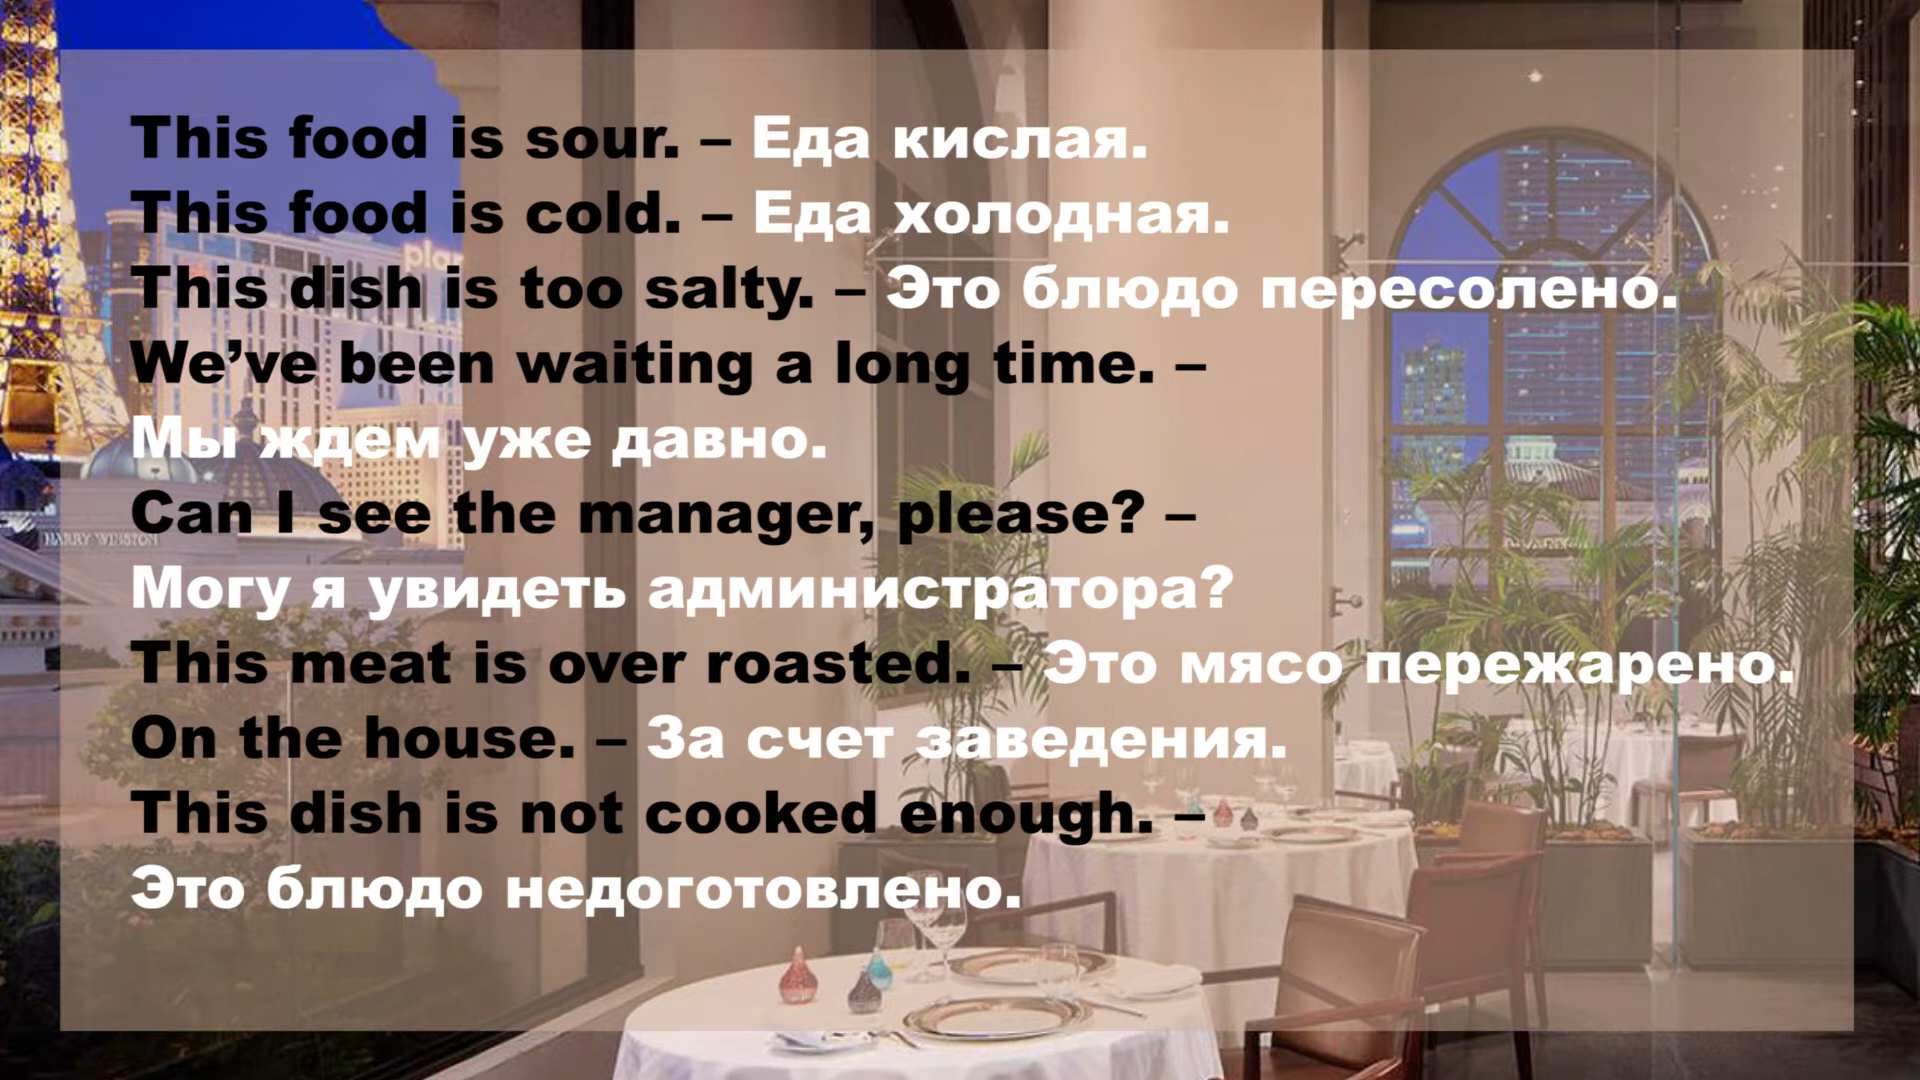 This food is sour. – Еда кислая.
This food is cold. – Еда холодная.
This dish is too salty. – Это блюдо пересолено.
We’ve been waiting a long time. –
Мы ждем уже давно.
Can I see the manager, please? –
Могу я увидеть администратора?
This meat is over roasted. – Это мясо пережарено.
On the house. – За счет заведения.
This dish is not cooked enough. –
Это блюдо недоготовлено.
HARRY WINSTON